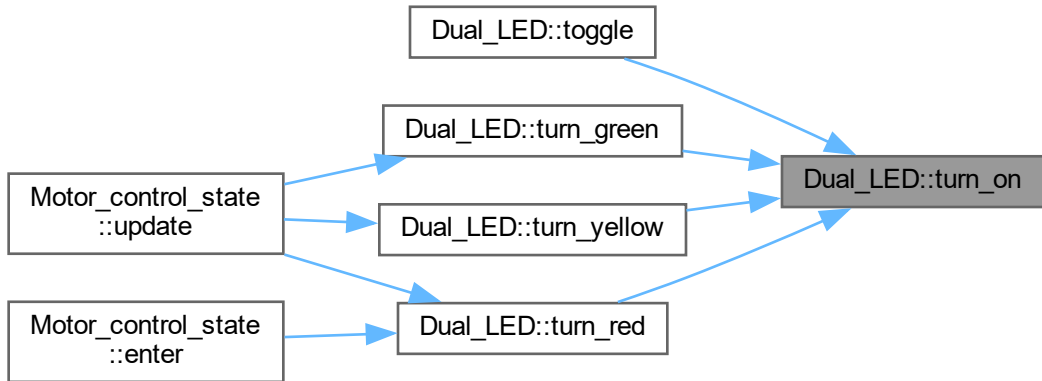 Dual_LED::toggle
Dual_LED::turn_green
Dual_LED::turn_on
Motor_control_state
::update
Dual_LED::turn_yellow
Dual_LED::turn_red
Motor_control_state
::enter